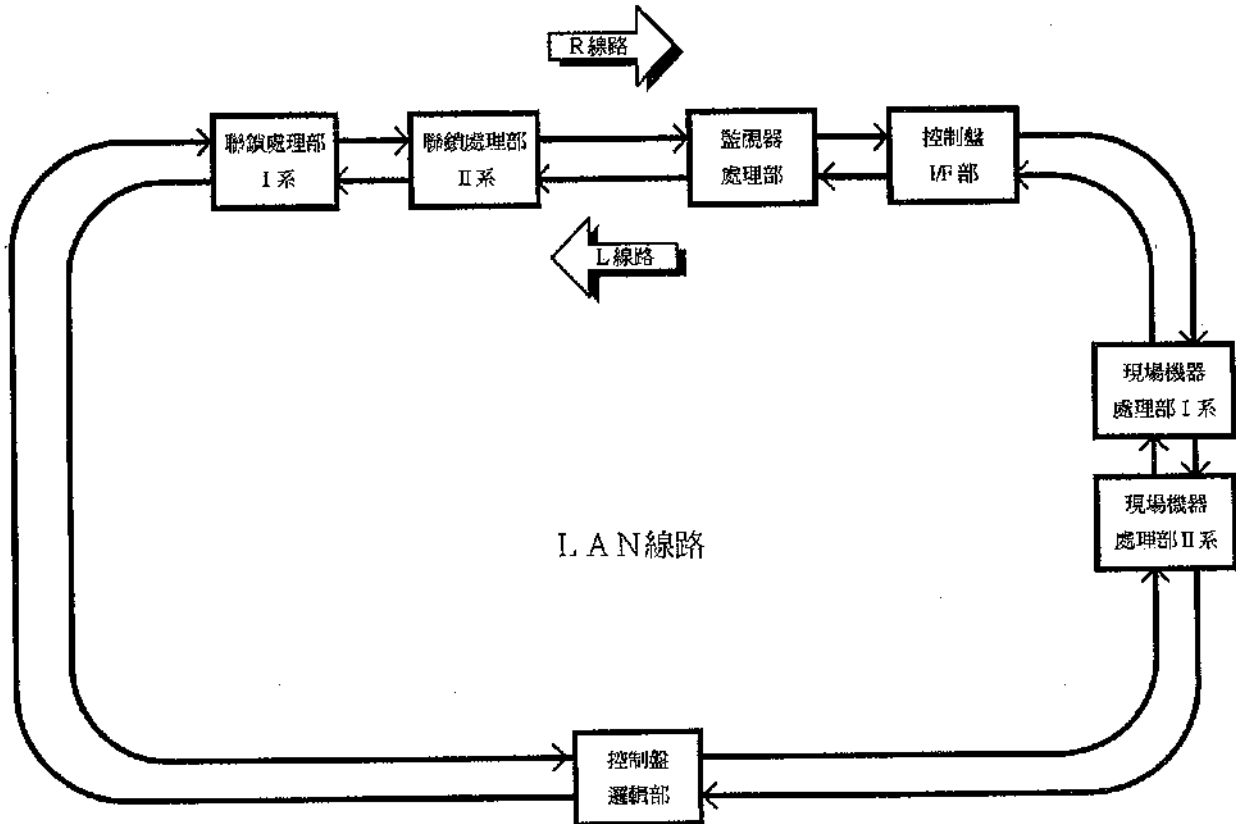 R線路
聯鎖處理部
I系
聯鎖處理部
II系
監視器
處理部
控制盤
I/F部
L線路
現場機器
處理部I系
現場機器
處理部II系
LAN線路
控制盤
邏輯部